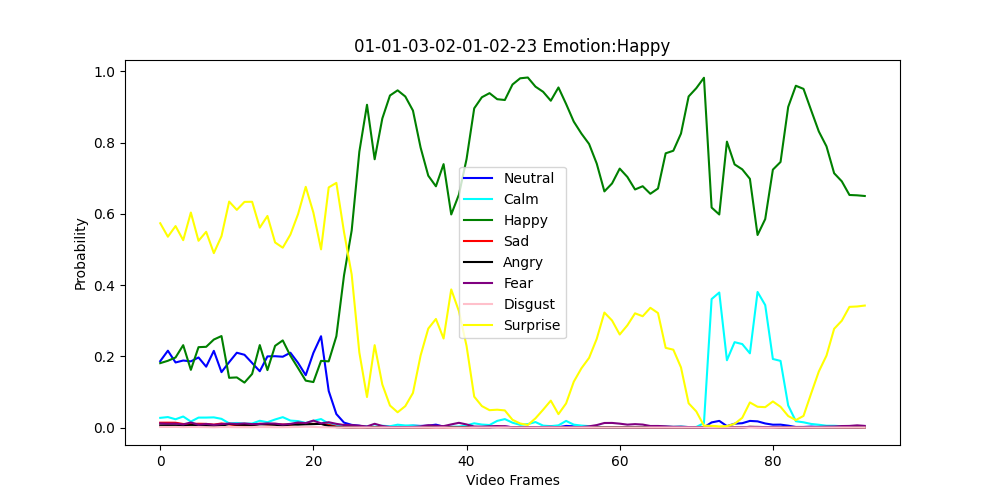 01-01-03-02-01-02-23 Emotion:Happy
1.0
0.8
0.6
0.4
0.2
0.0
Probability
Neutral
Calm
Happy
Sad
Angry
Fear
Disgust
Surprise
0 20 40 60 80
Video Frames